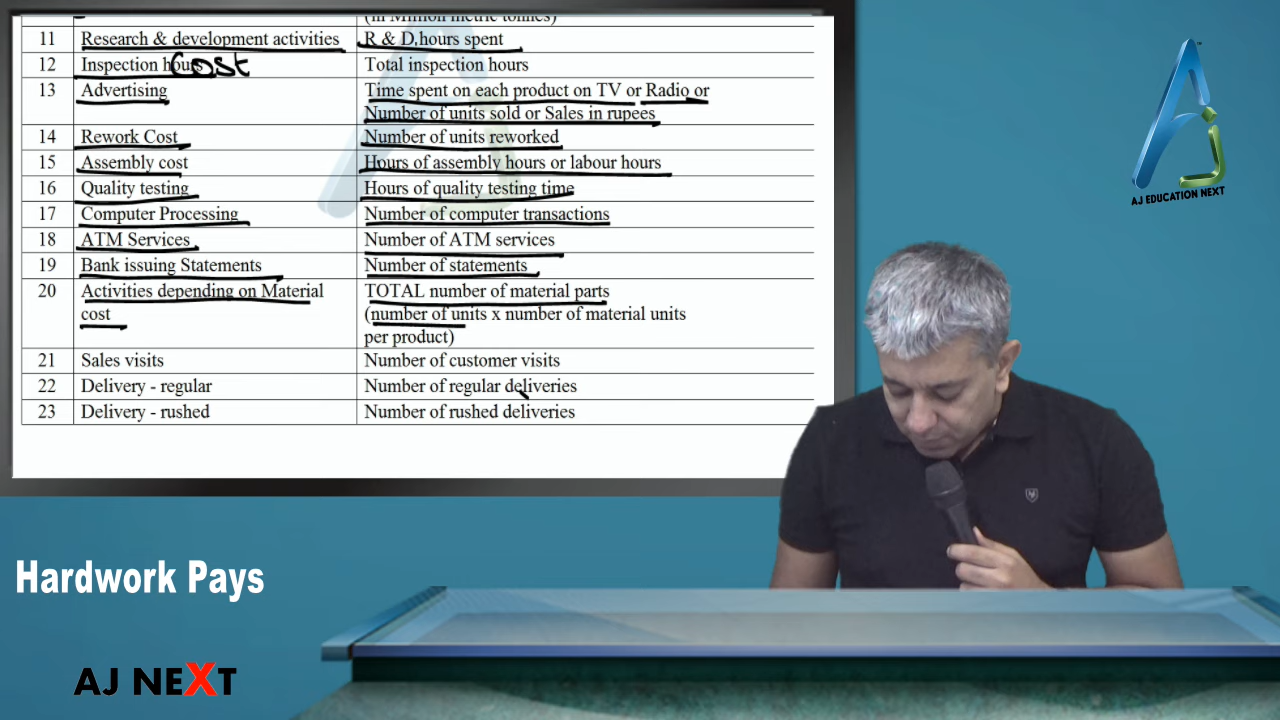 (in Million metric tonnes)
11 Research & development activities R & D,hours spent
12 Inspection hours Cost Total inspection hours
13 Advertising Time spent on each product on TV or Radio or
Number of units sold or Sales in rupees
14 Rework Cost Number of units reworked
15 Assembly cost Hours of assembly hours or labour hours
16 Quality testing Hours of quality testing time
17 Computer Processing Number of computer transactions
18 ATM Services Number of ATM services
19 Bank issuing Statements Number of statements
20 Activities depending on Material TOTAL number of material parts
cost (number of units x number of material units
per product)
21 Sales visits Number of customer visits
22 Delivery - regular Number of regular deliveries
23 Delivery - rushed Number of rushed deliveries
AJ EDUCATION NEXT
Hardwork Pays
AJ NEXT